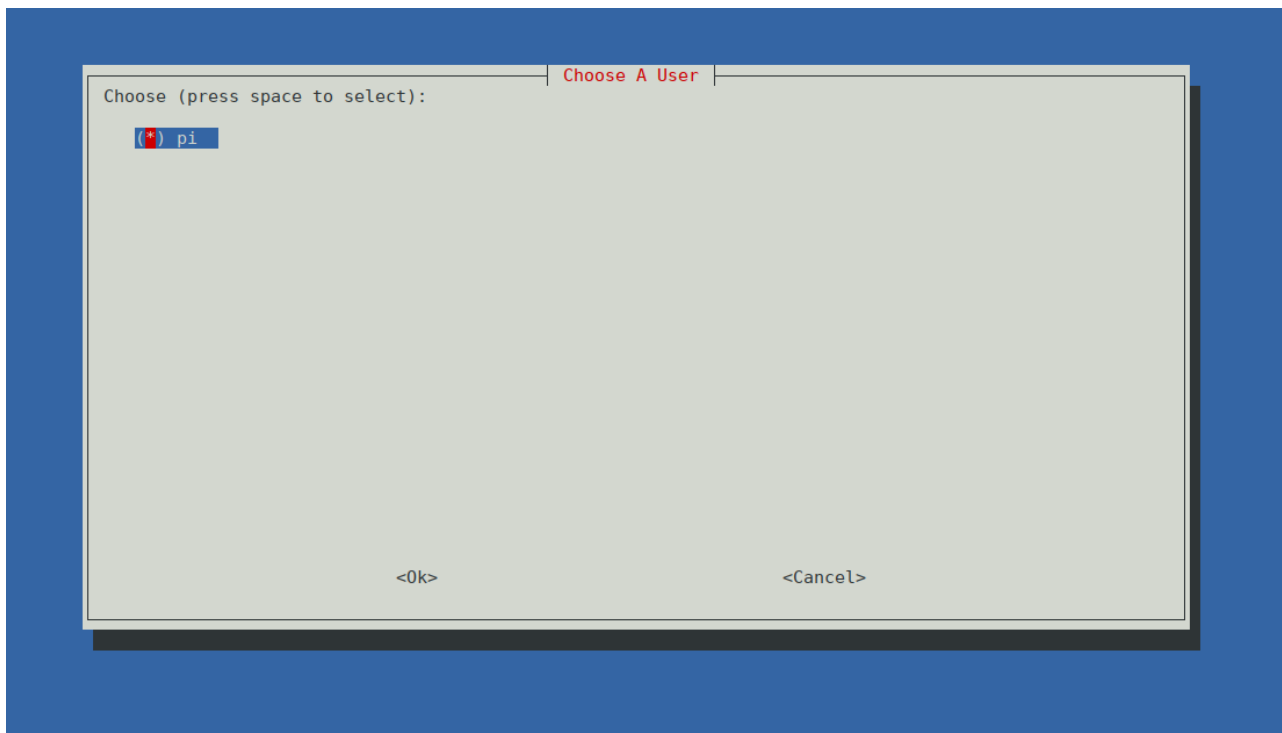 Choose A User
Choose (press space to select):
(*) pi
<Ok> <Cancel>